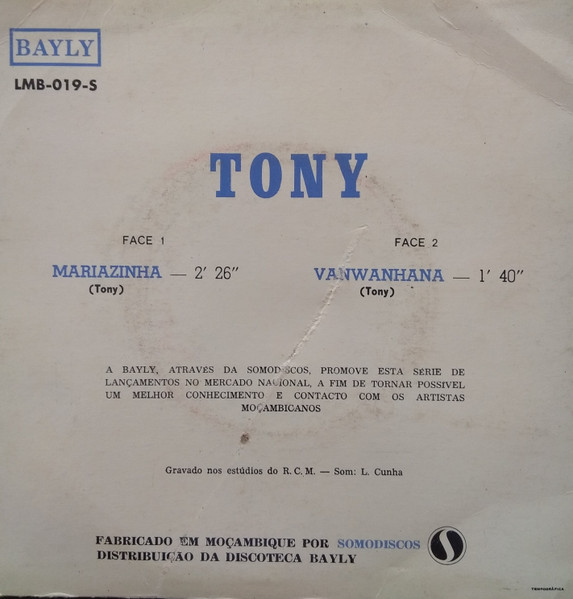 BAYLY
LMB-019-S
TONY
FACE 1
MARIAZINHA — 2' 26"
(Tony)
FACE 2
VANWANHANA — 1' 40"
(Tony)
A BAYLY, ATRAVÉS DA SOMODISCOS, PROMOVE ESTA SÉRIE DE
LANÇAMENTOS NO MERCADO NACIONAL, A FIM DE TORNAR POSSIVEL
UM MELHOR CONHECIMENTO E CONTACTO COM OS ARTISTAS
MOÇAMBICANOS
Gravado nos estúdios do R. C. M. — Som: L. Cunha
FABRICADO EM MOÇAMBIQUE POR SOMODISCOS
DISTRIBUIÇÃO DA DISCOTECA BAYLY